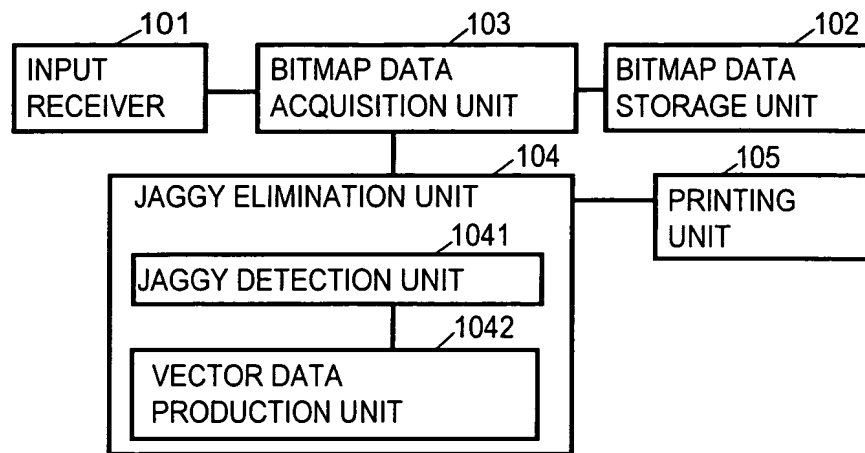 101
INPUT
RECEIVER
103
BITMAP DATA
ACQUISITION UNIT
102
BITMAP DATA
STORAGE UNIT
104
JAGGY ELIMINATION UNIT
105
PRINTING
UNIT
1041
JAGGY DETECTION UNIT
1042
VECTOR DATA
PRODUCTION UNIT